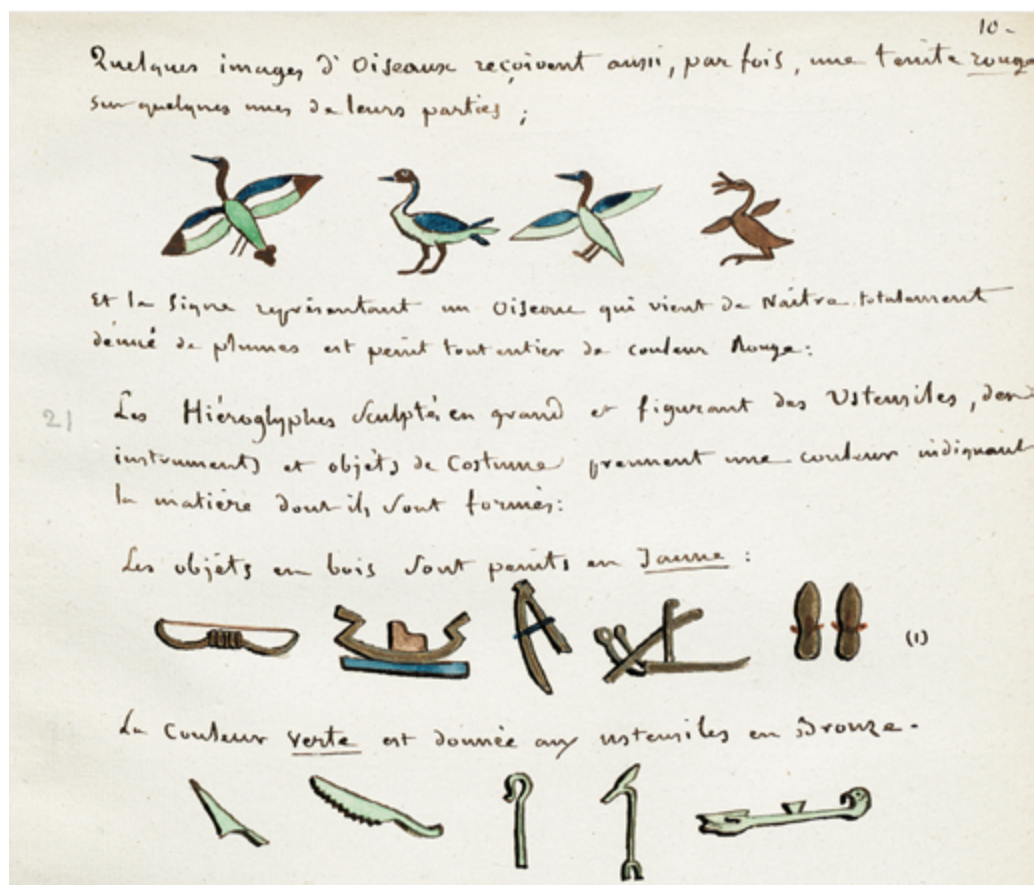 10-
Quelques images d'Oiseaux reçoivent aussi, par fois, une teinte rouge
sur quelques unes de leurs parties ;
Et le signe représentant un Oiseau qui vient de Naître totalement
dénué de plumes est peint tout entier de couleur Rouge:
21 Les Hiéroglyphes Sculptés en grand et figurant des Ustensiles, des
instruments et objets de Costume prennent une couleur indiquant
la matière dont ils sont formés:
Les objets en bois sont peints en Jaune :
(1)
La Couleur verte est donnée aux ustensiles en Bronze.